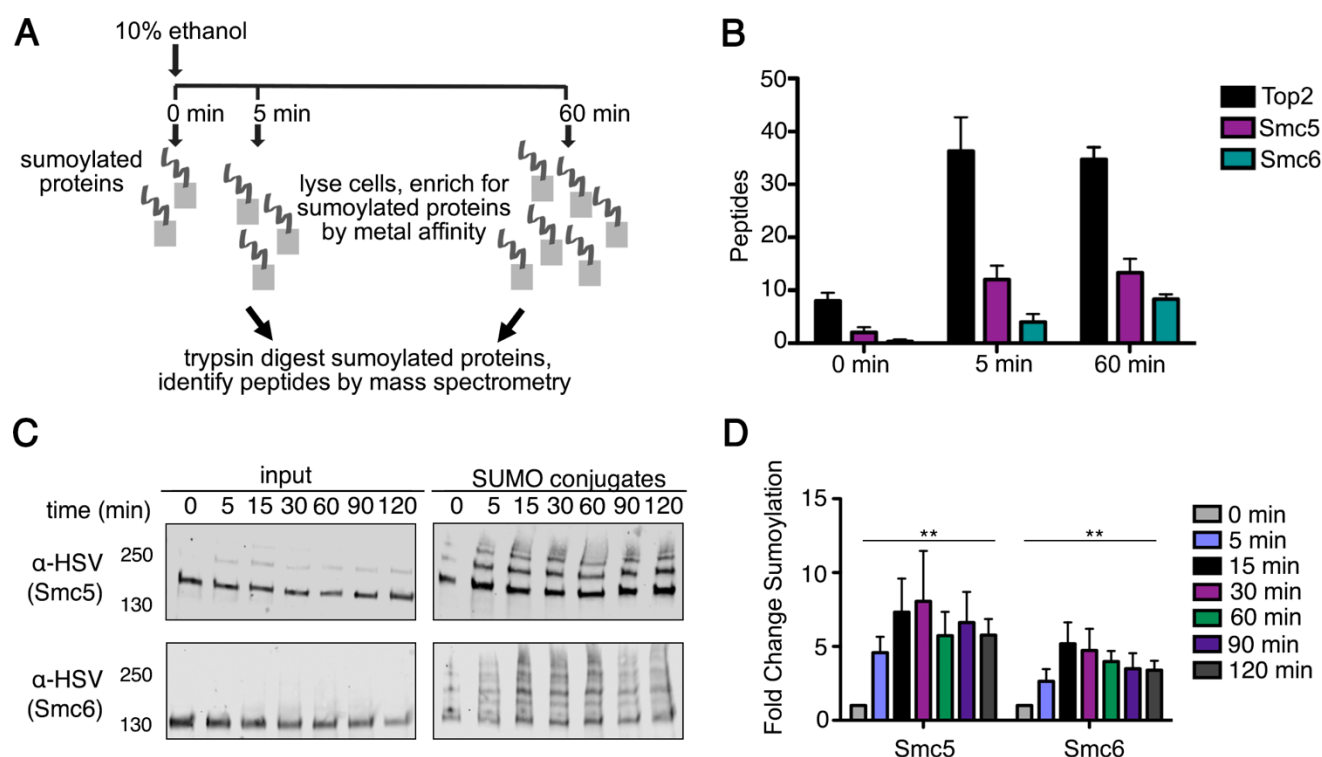 A
10% ethanol
0 min 5 min 60 min
sumoylated
proteins
lyse cells, enrich for
sumoylated proteins
by metal affinity
trypsin digest sumoylated proteins,
identify peptides by mass spectrometry
B
Peptides
50
40
30
20
10
0
0 min 5 min 60 min
Top2
Smc5
Smc6
C
input SUMO conjugates
time (min) 0 5 15 30 60 90 120 0 5 15 30 60 90 120
α-HSV
(Smc5)
250
130
α-HSV
(Smc6)
250
130
D
Fold Change Sumoylation
15
10
5
0
** **
Smc5 Smc6
0 min
5 min
15 min
30 min
60 min
90 min
120 min